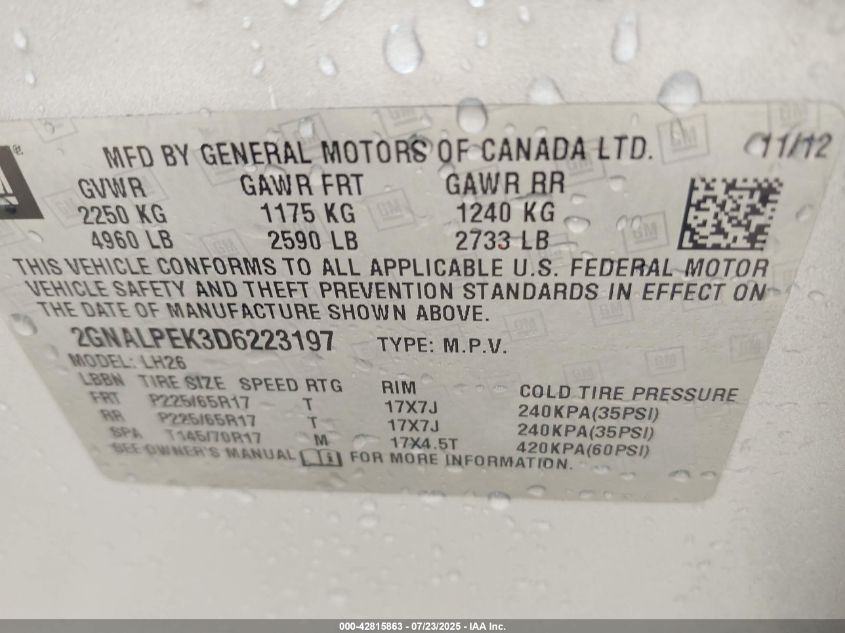 MFD BY GENERAL MOTORS OF CANADA LTD. 11/12
GVWR GAWR FRT GAWR RR
2250 KG 1175 KG 1240 KG
4960 LB 2590 LB 2733 LB
THIS VEHICLE CONFORMS TO ALL APPLICABLE U.S. FEDERAL MOTOR
VEHICLE SAFETY AND THEFT PREVENTION STANDARDS IN EFFECT ON
THE DATE OF MANUFACTURE SHOWN ABOVE.
2GNALPEK3D6223197 TYPE: M.P.V.
MODEL: LH26
LBBN TIRE SIZE SPEED RTG RIM COLD TIRE PRESSURE
FRT P225/65R17 T 17X7J 240KPA(35PSI)
RR P225/65R17 T 17X7J 240KPA(35PSI)
SPA T145/70R17 M 17X4.5T 420KPA(60PSI)
SEE OWNER'S MANUAL FOR MORE INFORMATION.
000-42815863 - 07/23/2025 - IAA Inc.